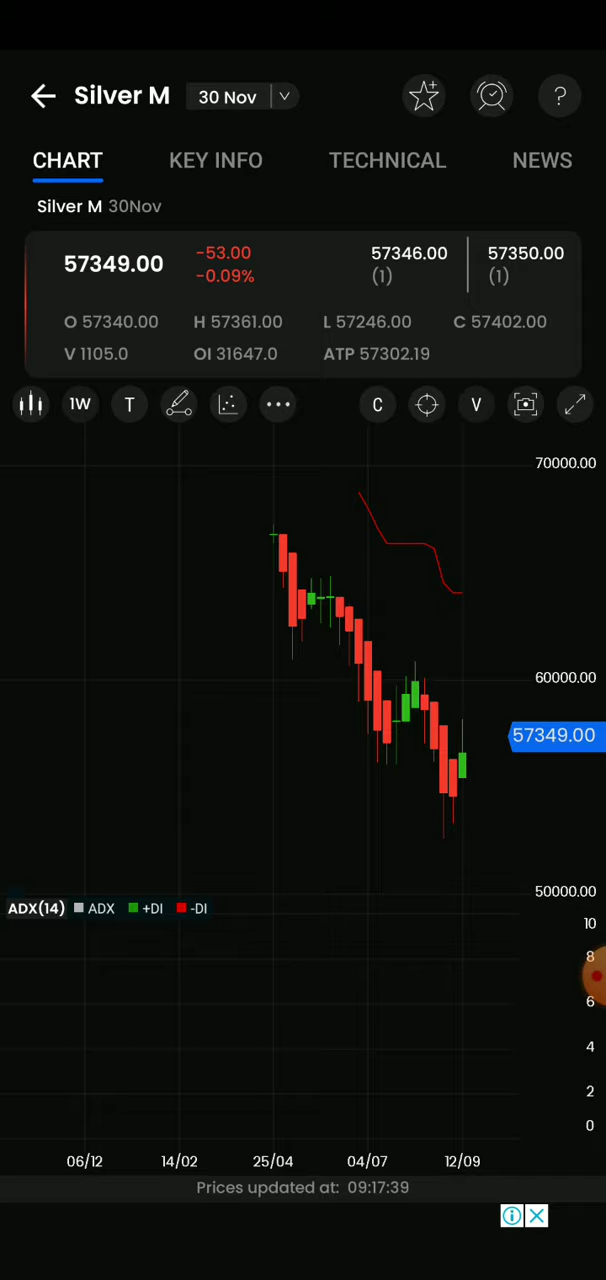 Silver M 30 Nov ?
CHART KEY INFO TECHNICAL NEWS
Silver M 30Nov
57349.00 -53.00 -0.09% 57346.00 (1) 57350.00 (1)
O 57340.00 H 57361.00 L 57246.00 C 57402.00
V 1105.0 OI 31647.0 ATP 57302.19
1W T C V
70000.00
60000.00
57349.00
50000.00
ADX(14) ADX +DI -DI
10
8
6
4
2
0
06/12 14/02 25/04 04/07 12/09
Prices updated at: 09:17:39